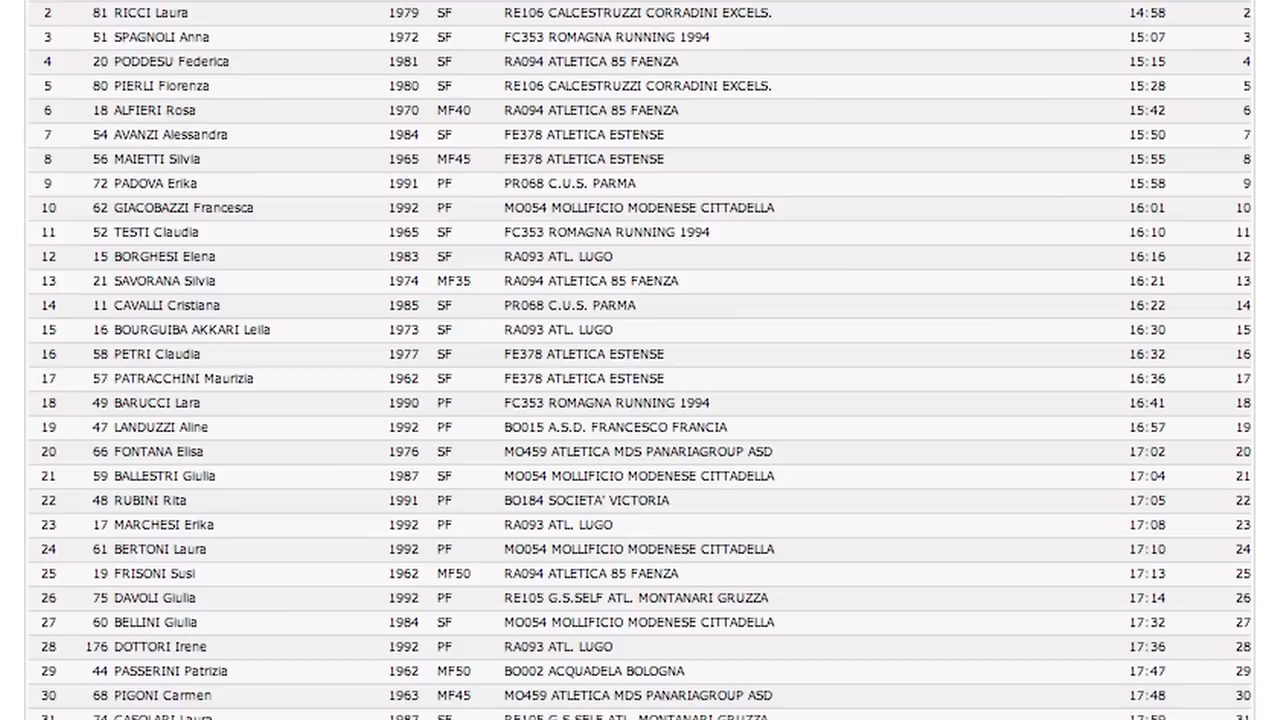 2 81 RICCI Laura 1979 SF RE106 CALCESTRUZZI CORRADINI EXCELS. 14:58 2
3 51 SPAGNOLI Anna 1972 SF FC353 ROMAGNA RUNNING 1994 15:07 3
4 20 PODDESU Federica 1981 SF RA094 ATLETICA 85 FAENZA 15:15 4
5 80 PIERLI Fiorenza 1980 SF RE106 CALCESTRUZZI CORRADINI EXCELS. 15:28 5
6 18 ALFIERI Rosa 1970 MF40 RA094 ATLETICA 85 FAENZA 15:42 6
7 54 AVANZI Alessandra 1984 SF FE378 ATLETICA ESTENSE 15:50 7
8 56 MAIETTI Silvia 1965 MF45 FE378 ATLETICA ESTENSE 15:55 8
9 72 PADOVA Erika 1991 PF PR068 C.U.S. PARMA 15:58 9
10 62 GIACOBAZZI Francesca 1992 PF MO054 MOLLIFICIO MODENESE CITTADELLA 16:01 10
11 52 TESTI Claudia 1965 SF FC353 ROMAGNA RUNNING 1994 16:10 11
12 15 BORGHESI Elena 1983 SF RA093 ATL. LUGO 16:16 12
13 21 SAVORANA Silvia 1974 MF35 RA094 ATLETICA 85 FAENZA 16:21 13
14 11 CAVALLI Cristiana 1985 SF PR068 C.U.S. PARMA 16:22 14
15 16 BOURGUIBA AKKARI Leila 1973 SF RA093 ATL. LUGO 16:30 15
16 58 PETRI Claudia 1977 SF FE378 ATLETICA ESTENSE 16:32 16
17 57 PATRACCHINI Maurizia 1962 SF FE378 ATLETICA ESTENSE 16:36 17
18 49 BARUCCI Lara 1990 PF FC353 ROMAGNA RUNNING 1994 16:41 18
19 47 LANDUZZI Aline 1992 PF BO015 A.S.D. FRANCESCO FRANCIA 16:57 19
20 66 FONTANA Elisa 1976 SF MO459 ATLETICA MDS PANARIAGROUP ASD 17:02 20
21 59 BALLESTRI Giulia 1987 SF MO054 MOLLIFICIO MODENESE CITTADELLA 17:04 21
22 48 RUBINI Rita 1991 PF BO184 SOCIETA' VICTORIA 17:05 22
23 17 MARCHESI Erika 1992 PF RA093 ATL. LUGO 17:08 23
24 61 BERTONI Laura 1992 PF MO054 MOLLIFICIO MODENESE CITTADELLA 17:10 24
25 19 FRISONI Susi 1962 MF50 RA094 ATLETICA 85 FAENZA 17:13 25
26 75 DAVOLI Giulia 1992 PF RE105 G.S.SELF ATL. MONTANARI GRUZZA 17:14 26
27 60 BELLINI Giulia 1984 SF MO054 MOLLIFICIO MODENESE CITTADELLA 17:32 27
28 176 DOTTORI Irene 1992 PF RA093 ATL. LUGO 17:36 28
29 44 PASSERINI Patrizia 1962 MF50 BO002 ACQUADELA BOLOGNA 17:47 29
30 68 PIGONI Carmen 1963 MF45 MO459 ATLETICA MDS PANARIAGROUP ASD 17:48 30
31 74 CASOLARI Laura 1987 SF RE105 G.S.SELF ATL. MONTANARI GRUZZA 17:59 31